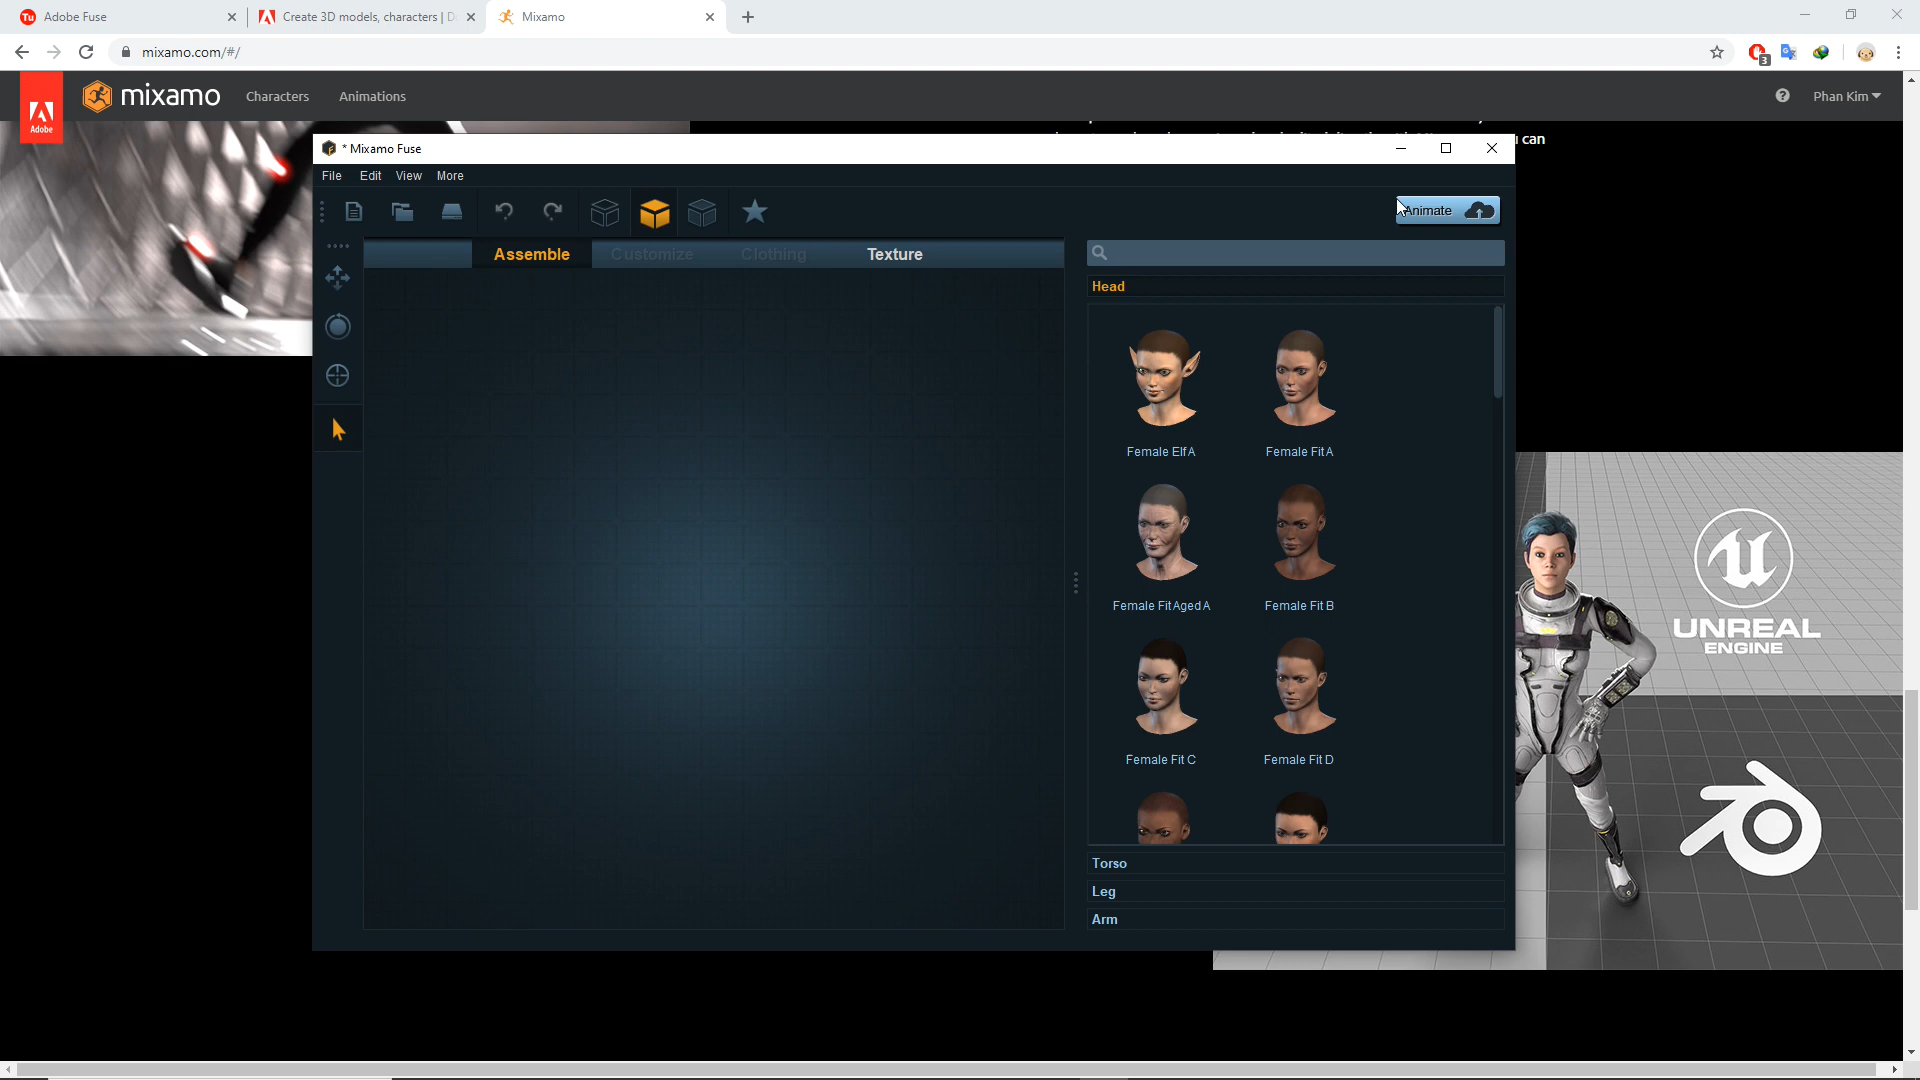 Adobe Fuse
Create 3D models, characters | D
Mixamo
mixamo.com/#/
3
Adobe
mixamo
Characters
Animations
Phan Kim
can
* Mixamo Fuse
File
Edit
View
More
Animate
Assemble
Customize
Clothing
Texture
Head
Female Elf A
Female Fit A
Female Fit Aged A
Female Fit B
Female Fit C
Female Fit D
Torso
Leg
Arm
UNREAL
ENGINE